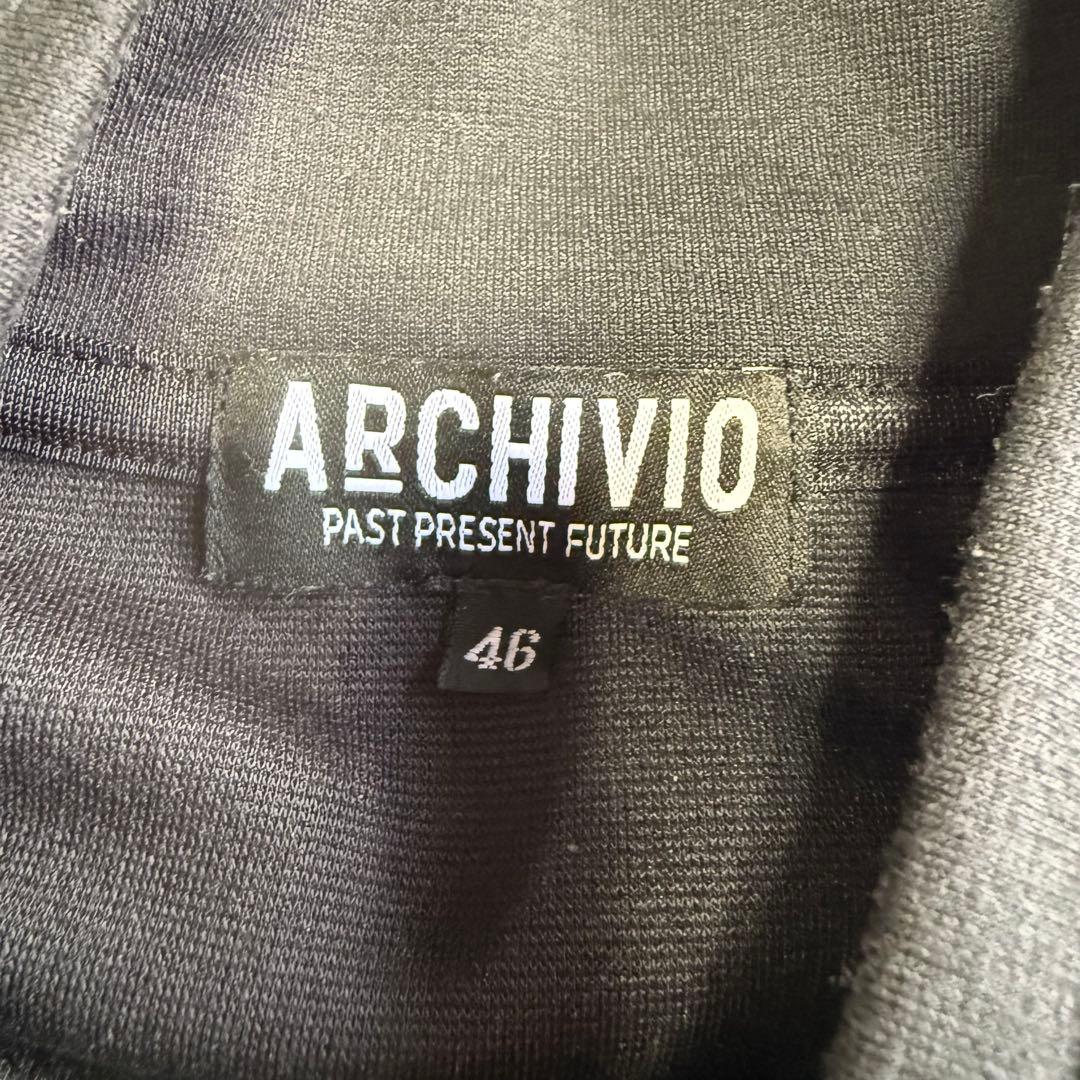 ARCHIVIO
PAST PRESENT FUTURE
46